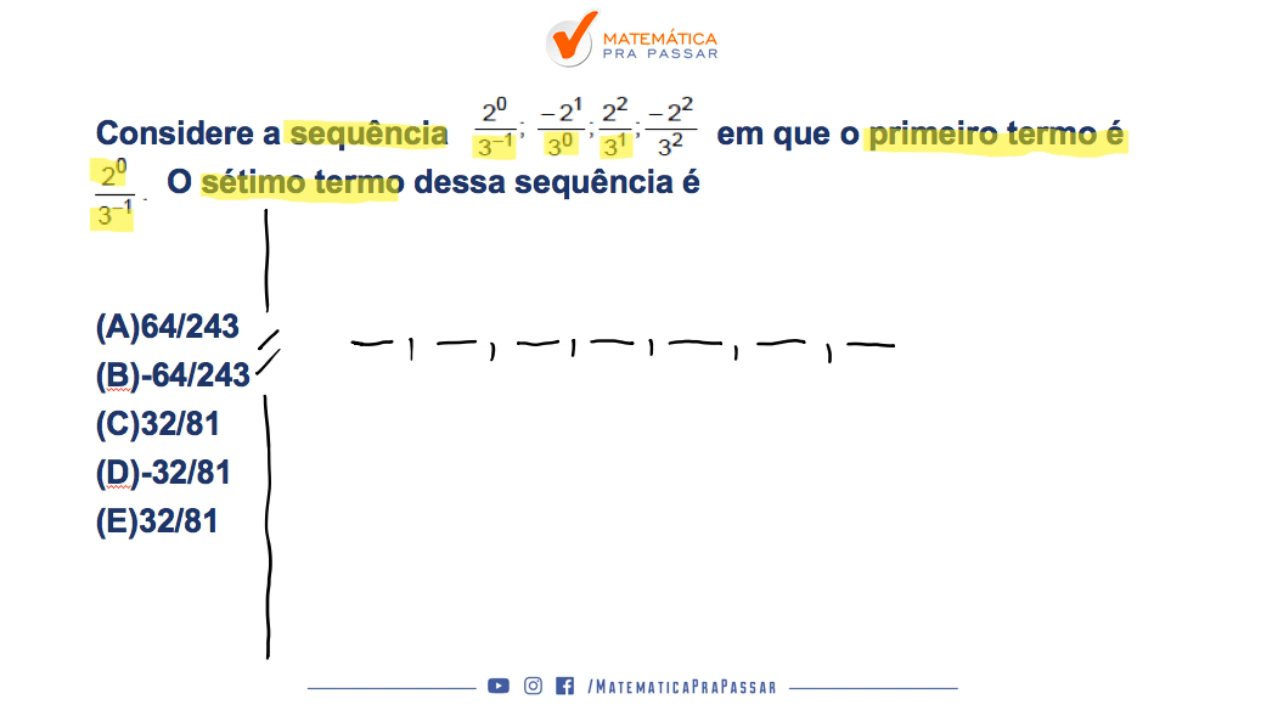 MATEMÁTICA
PRA PASSAR
Considere a sequência 2⁰/3⁻¹; −2¹/3⁰; 2²/3¹; −2²/3² em que o primeiro termo é
2⁰/3⁻¹. O sétimo termo dessa sequência é
(A)64/243
(B)-64/243
(C)32/81
(D)-32/81
(E)32/81
/MATEMATICAPRAPASSAR